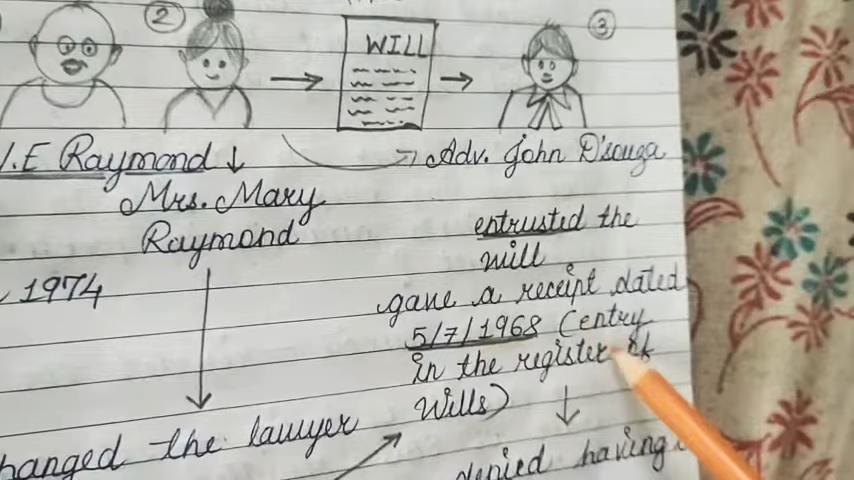 2
3
WILL
.E Raymond
Adv. John D'souza
Mrs. Mary
Raymond
entrusted the
will
1974
gave a receipt dated
5/7/1968 (entry
in the register of
Wills)
hanged the lawyer
denied having